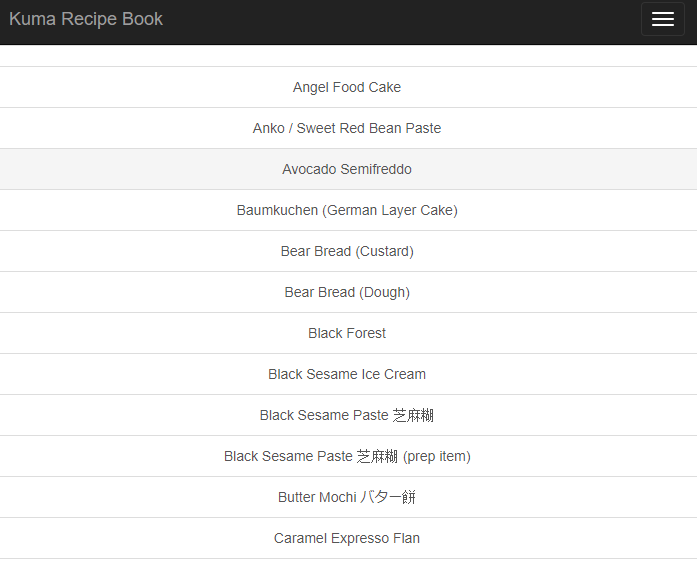 Kuma Recipe Book
Angel Food Cake
Anko / Sweet Red Bean Paste
Avocado Semifreddo
Baumkuchen (German Layer Cake)
Bear Bread (Custard)
Bear Bread (Dough)
Black Forest
Black Sesame Ice Cream
Black Sesame Paste 芝麻糊
Black Sesame Paste 芝麻糊 (prep item)
Butter Mochi バター餅
Caramel Expresso Flan